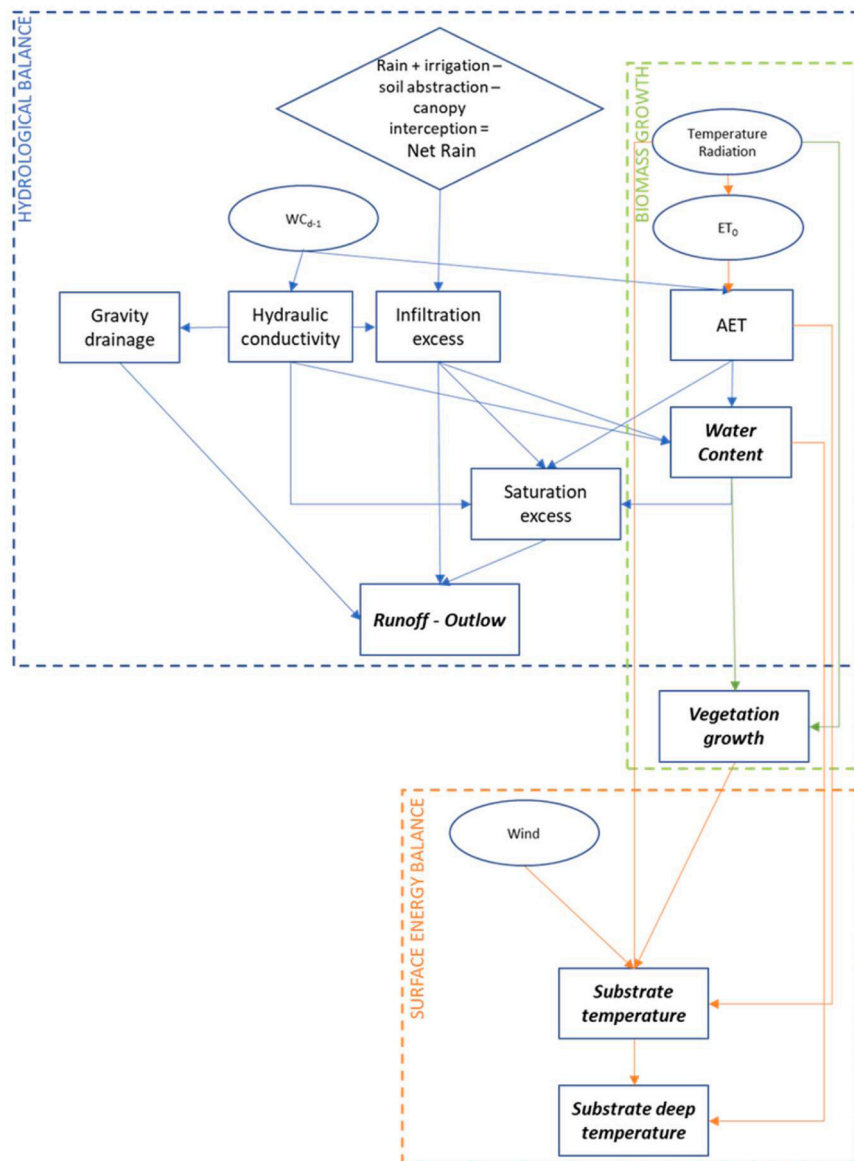 HYDROLOGICAL BALANCE
Rain + irrigation –
soil abstraction –
canopy
interception =
Net Rain
BIOMASS GROWTH
Temperature
Radiation
WCd-1
ET0
Gravity
drainage
Hydraulic
conductivity
Infiltration
excess
AET
Water
Content
Saturation
excess
Runoff - Outlow
Vegetation
growth
SURFACE ENERGY BALANCE
Wind
Substrate
temperature
Substrate deep
temperature